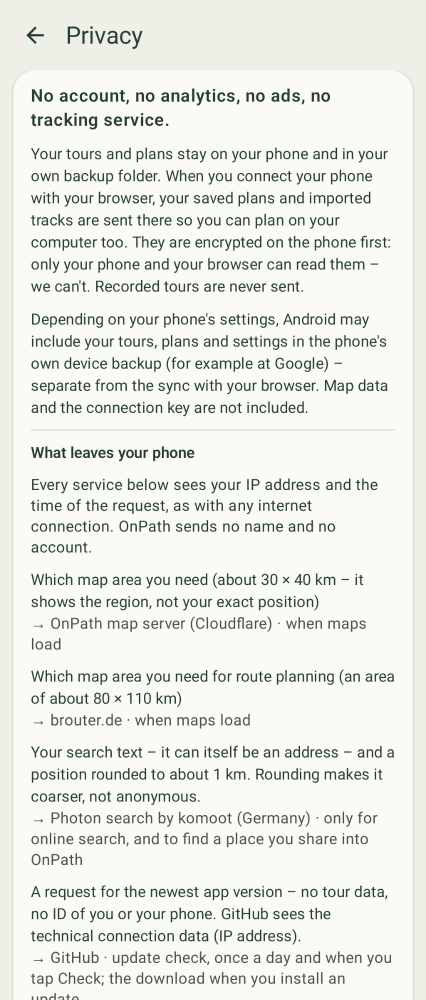 Privacy
No account, no analytics, no ads, no
tracking service.
Your tours and plans stay on your phone and in your
own backup folder. When you connect your phone
with your browser, your saved plans and imported
tracks are sent there so you can plan on your
computer too. They are encrypted on the phone first:
only your phone and your browser can read them –
we can't. Recorded tours are never sent.
Depending on your phone's settings, Android may
include your tours, plans and settings in the phone's
own device backup (for example at Google) –
separate from the sync with your browser. Map data
and the connection key are not included.
What leaves your phone
Every service below sees your IP address and the
time of the request, as with any internet
connection. OnPath sends no name and no
account.
Which map area you need (about 30 × 40 km – it
shows the region, not your exact position)
→ OnPath map server (Cloudflare) · when maps
load
Which map area you need for route planning (an area
of about 80 × 110 km)
→ brouter.de · when maps load
Your search text – it can itself be an address – and a
position rounded to about 1 km. Rounding makes it
coarser, not anonymous.
→ Photon search by komoot (Germany) · only for
online search, and to find a place you share into
OnPath
A request for the newest app version – no tour data,
no ID of you or your phone. GitHub sees the
technical connection data (IP address).
→ GitHub · update check, once a day and when you
tap Check; the download when you install an
update